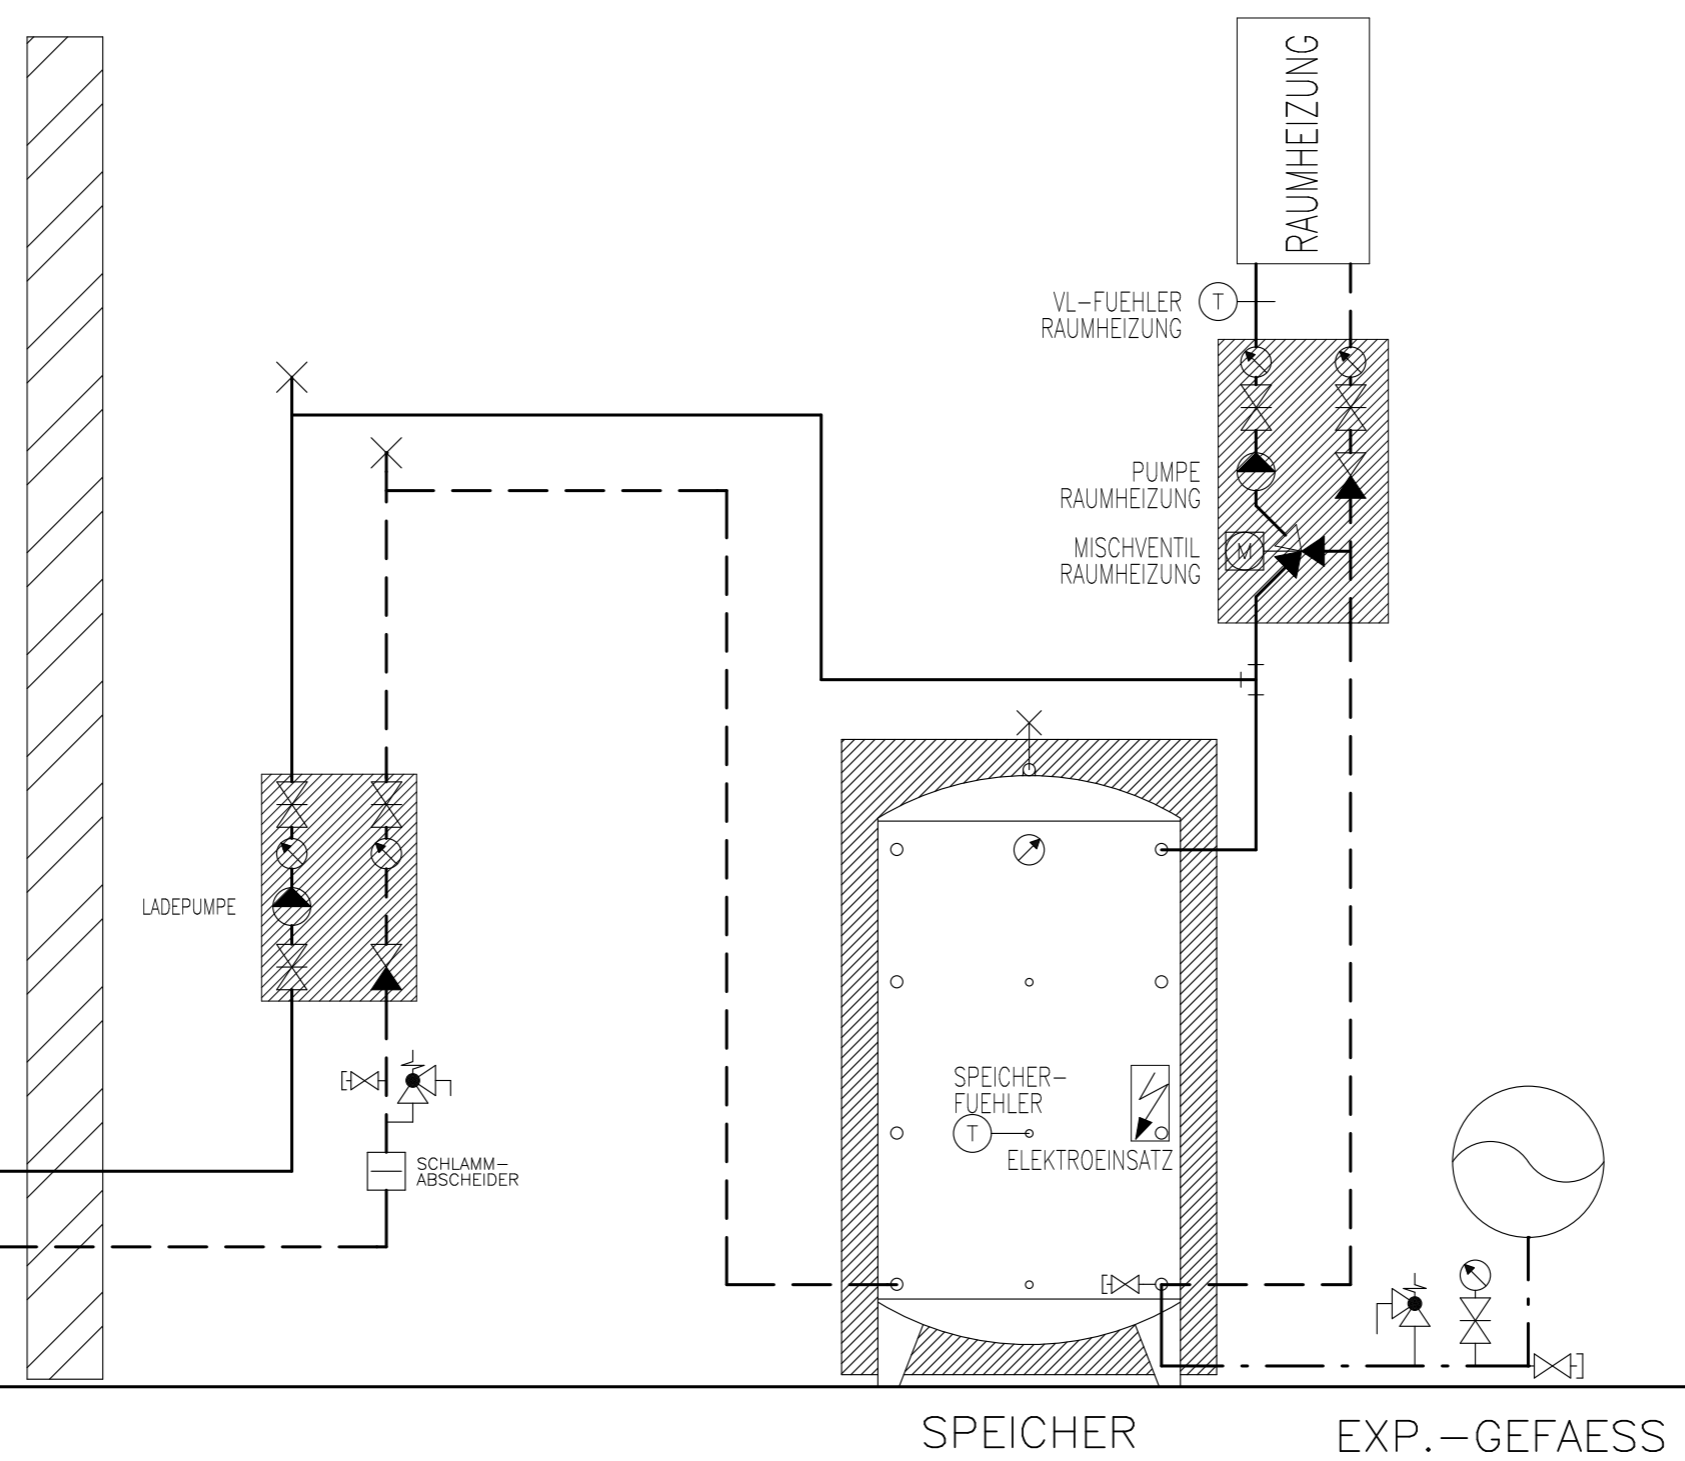 RAUMHEIZUNG
VL-FUEHLER
RAUMHEIZUNG
T
PUMPE
RAUMHEIZUNG
MISCHVENTIL
RAUMHEIZUNG
M
LADEPUMPE
SCHLAMM-
ABSCHEIDER
SPEICHER-
FUEHLER
T
ELEKTROEINSATZ
SPEICHER
EXP.-GEFAESS